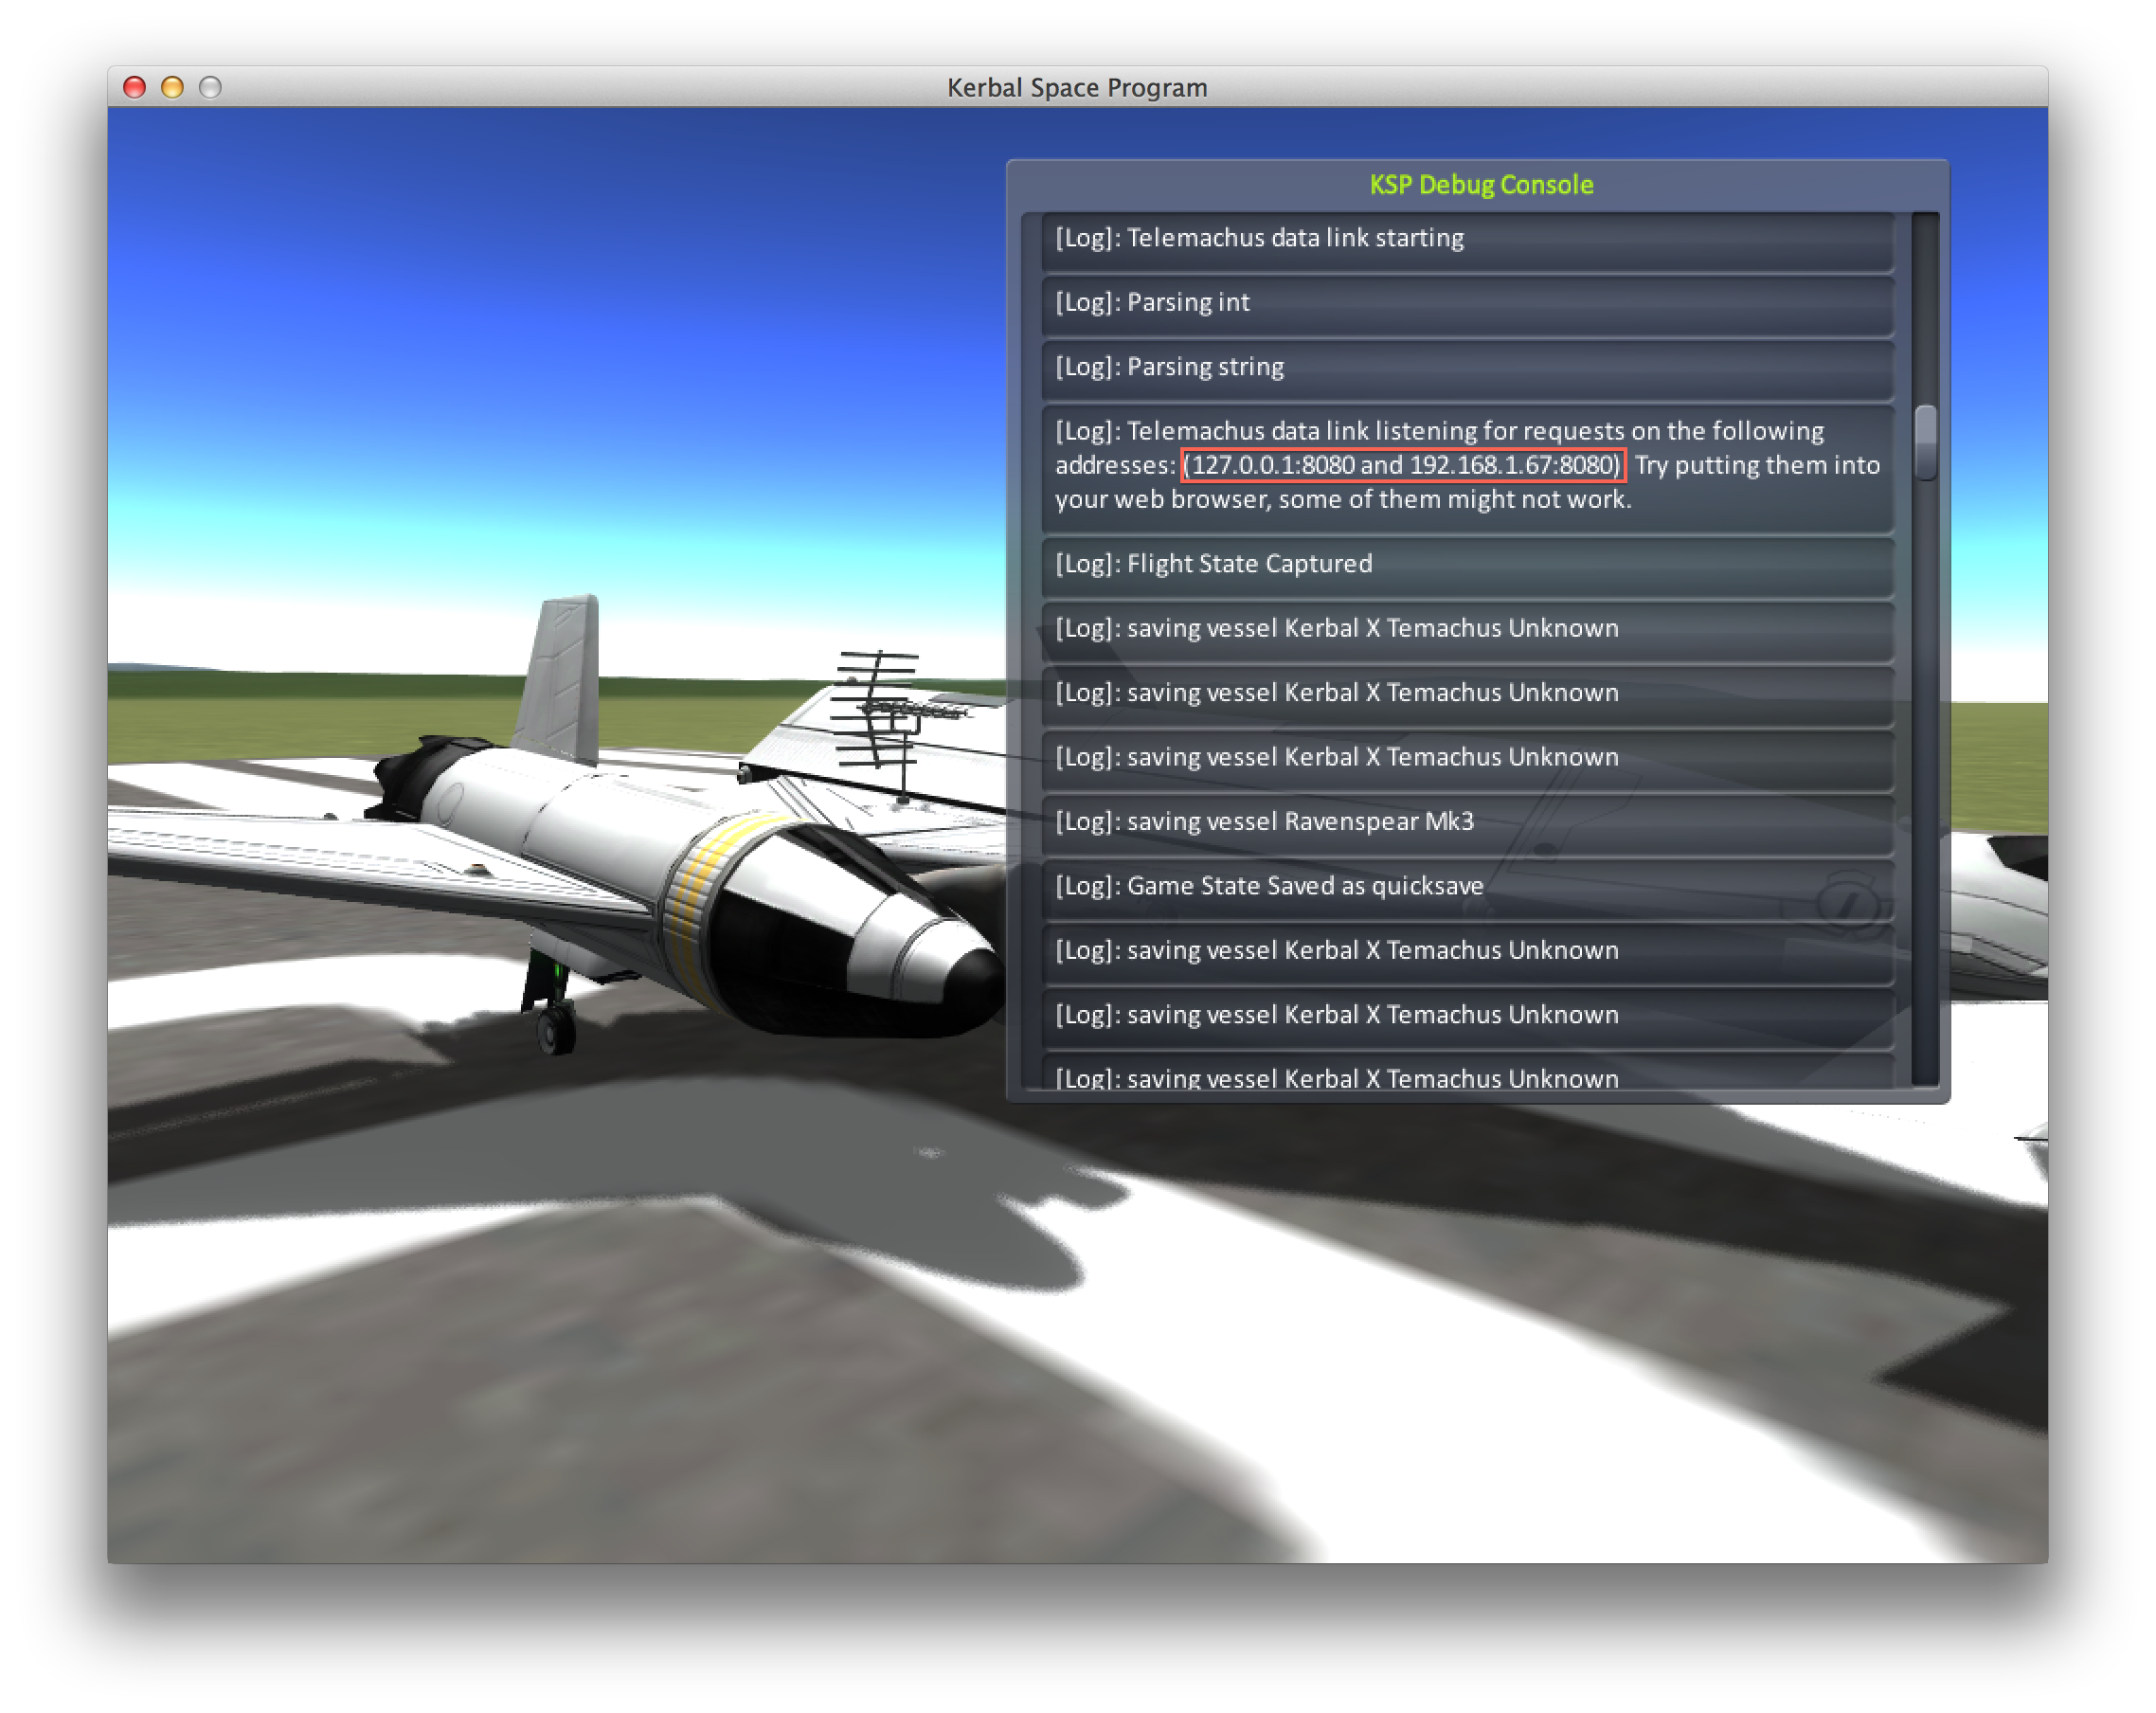 Kerbal Space Program
KSP Debug Console
[Log]: Telemachus data link starting
[Log]: Parsing int
[Log]: Parsing string
[Log]: Telemachus data link listening for requests on the following
addresses: (127.0.0.1:8080 and 192.168.1.67:8080) Try putting them into
your web browser, some of them might not work.
[Log]: Flight State Captured
[Log]: saving vessel Kerbal X Temachus Unknown
[Log]: saving vessel Kerbal X Temachus Unknown
[Log]: saving vessel Kerbal X Temachus Unknown
[Log]: saving vessel Ravenspear Mk3
[Log]: Game State Saved as quicksave
[Log]: saving vessel Kerbal X Temachus Unknown
[Log]: saving vessel Kerbal X Temachus Unknown
[Log]: saving vessel Kerbal X Temachus Unknown